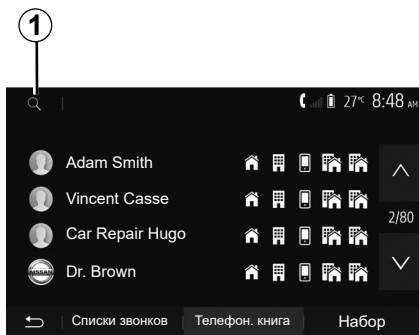 1
27°C 8:48 AM
Adam Smith
Vincent Casse
2/80
Car Repair Hugo
NISSAN Dr. Brown
Списки звонков Телефон. книга Набор